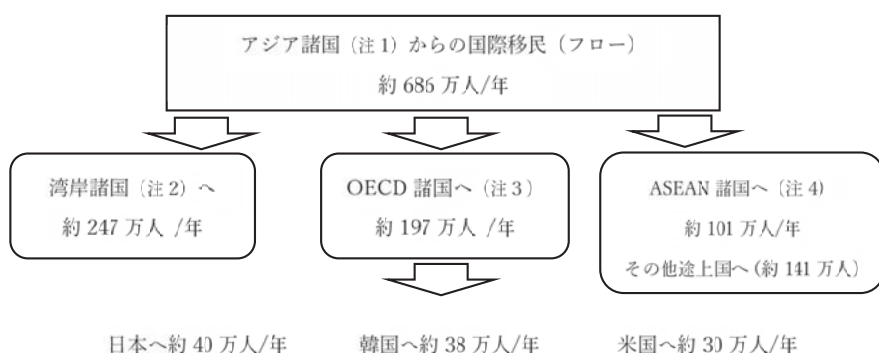 アジア諸国（注 1）からの国際移民（フロー）
約 686 万人/年
湾岸諸国（注 2）へ
約 247 万人 /年
OECD 諸国へ（注 3）
約 197 万人 /年
ASEAN 諸国へ（注 4）
約 101 万人/年
その他途上国へ（約 141 万人）
日本へ約 40 万人/年 韓国へ約 38 万人/年 米国へ約 30 万人/年